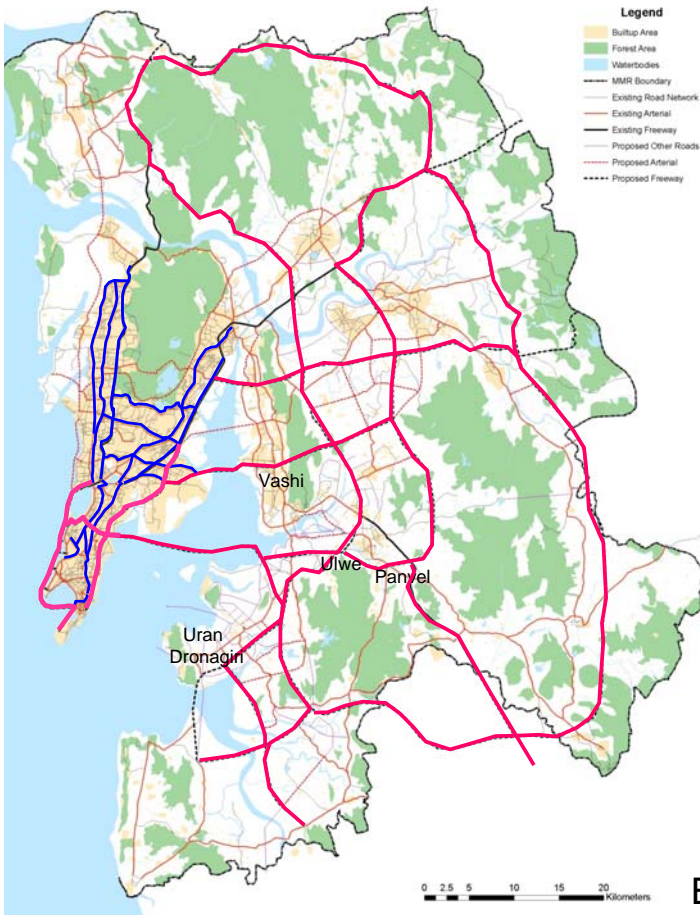 Legend
Builtup Area
Forest Area
Waterbodies
MMR Boundary
Existing Road Network
Existing Arterial
Existing Freeway
Proposed Other Roads
Proposed Arterial
Proposed Freeway
Vashi
Ulwe
Panvel
Uran
Dronagiri
0 2.5 5 10 15 20
Kilometers